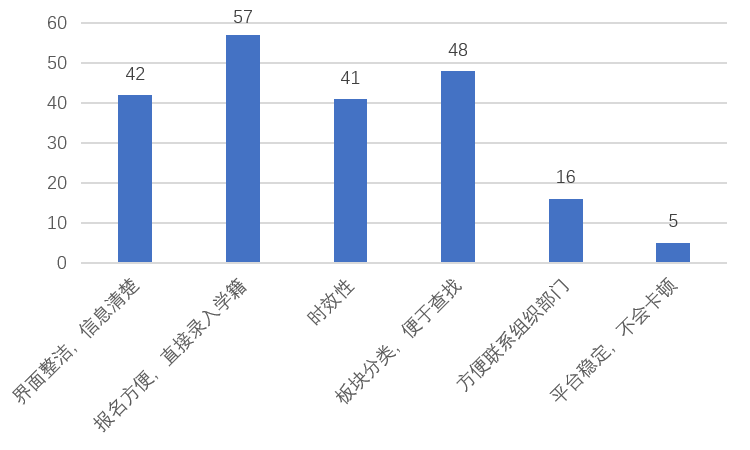 60
50
40
30
20
10
0
42
57
41
48
16
5
界面整洁，信息清楚
报名方便，直接录入学籍
时效性
板块分类，便于查找
方便联系组织部门
平台稳定，不会卡顿